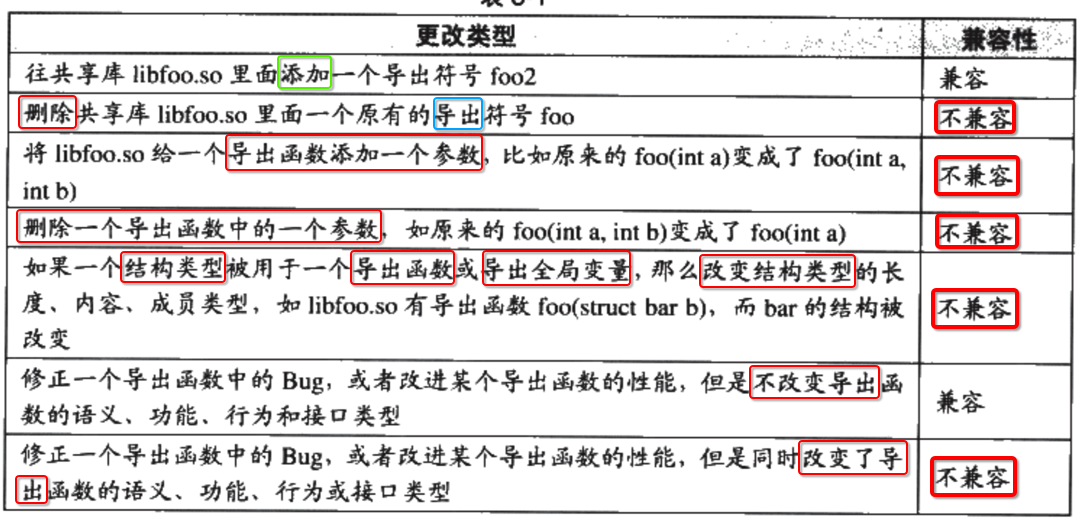 更改类型 兼容性
往共享库 libfoo.so 里面添加一个导出符号 foo2 兼容
删除共享库 libfoo.so 里面一个原有的导出符号 foo 不兼容
将 libfoo.so 给一个导出函数添加一个参数，比如原来的 foo(int a)变成了 foo(int a,
int b) 不兼容
删除一个导出函数中的一个参数，如原来的 foo(int a, int b)变成了 foo(int a) 不兼容
如果一个结构类型被用于一个导出函数或导出全局变量，那么改变结构类型的长
度、内容、成员类型，如 libfoo.so 有导出函数 foo(struct bar b)，而 bar 的结构被 不兼容
改变
修正一个导出函数中的 Bug，或者改进某个导出函数的性能，但是不改变导出函
数的语义、功能、行为和接口类型 兼容
修正一个导出函数中的 Bug，或者改进某个导出函数的性能，但是同时改变了导
出函数的语义、功能、行为或接口类型 不兼容